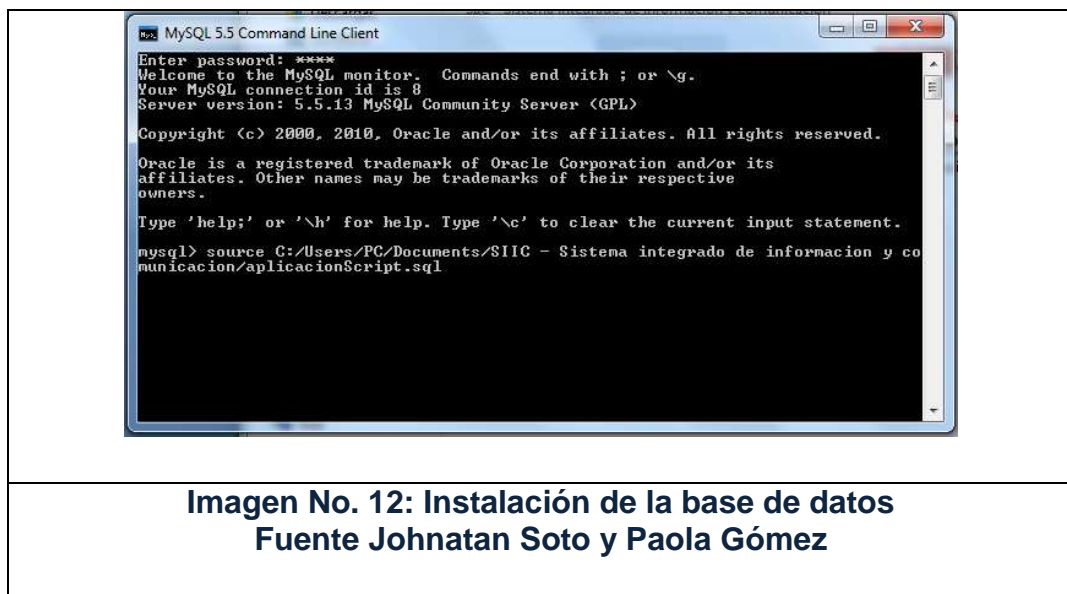 MySQL 5.5 Command Line Client
Enter password: ****
Welcome to the MySQL monitor.  Commands end with ; or \g.
Your MySQL connection id is 8
Server version: 5.5.13 MySQL Community Server (GPL)
Copyright (c) 2000, 2010, Oracle and/or its affiliates. All rights reserved.
Oracle is a registered trademark of Oracle Corporation and/or its
affiliates. Other names may be trademarks of their respective
owners.
Type 'help;' or '\h' for help. Type '\c' to clear the current input statement.
mysql> source C:/Users/PC/Documents/SIIC - Sistema integrado de informacion y co
municacion/aplicacionScript.sql
Imagen No. 12: Instalación de la base de datos
Fuente Johnatan Soto y Paola Gómez